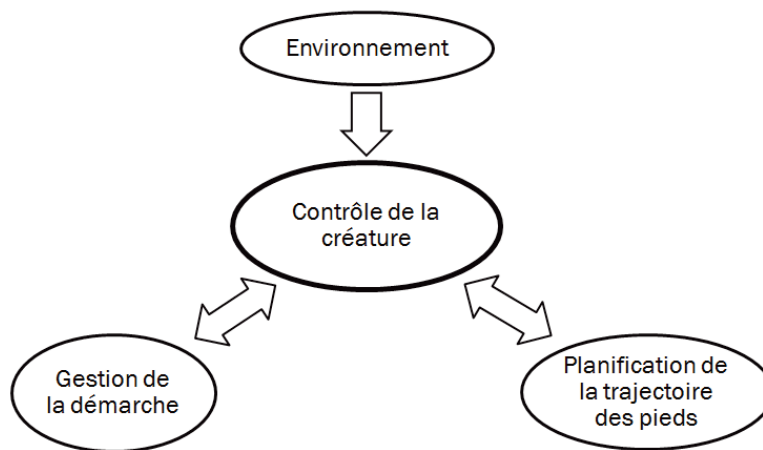 Environnement
Contrôle de la
créature
Gestion de
la démarche
Planification de
la trajectoire
des pieds